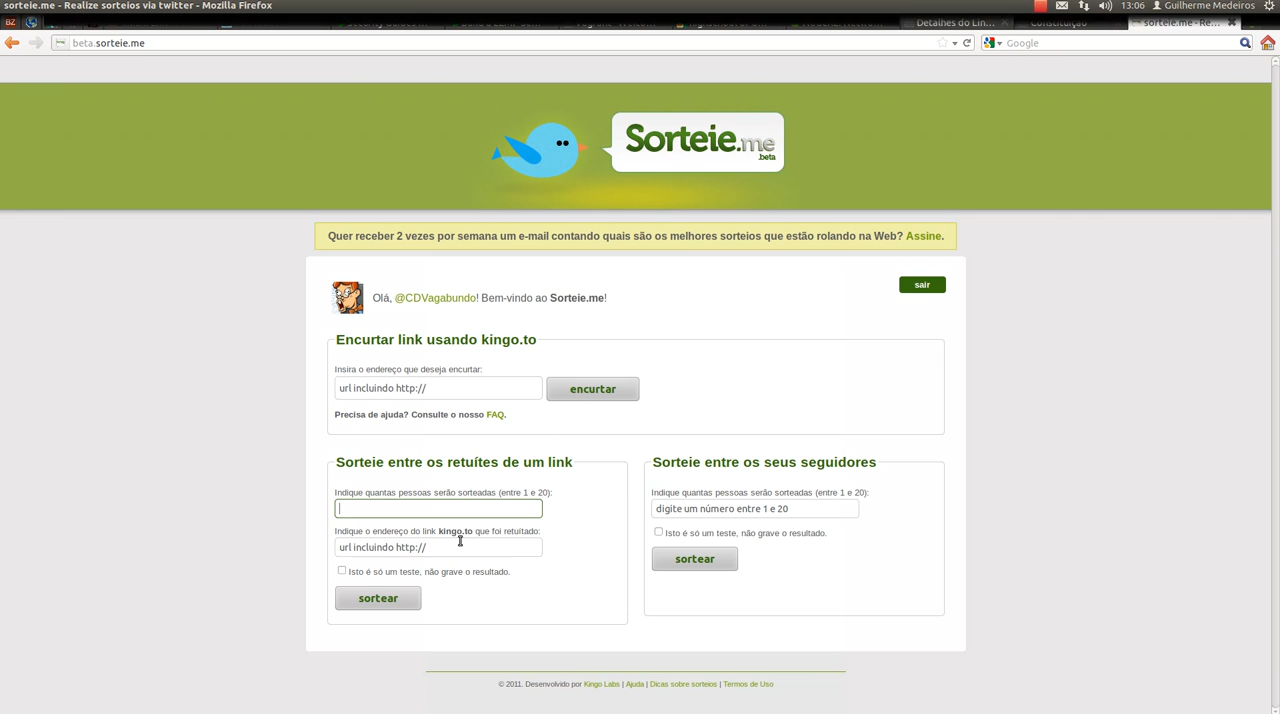 sorteie.me - Realize sorteios via twitter - Mozilla Firefox
13:06 Guilherme Medeiros
BZ
Detalhes do Lin...
Constituição
sorteie.me - Re...
beta.sorteie.me
Google
Sorteie.me
.beta
Quer receber 2 vezes por semana um e-mail contando quais são os melhores sorteios que estão rolando na Web? Assine.
Olá, @CDVagabundo! Bem-vindo ao Sorteie.me!
sair
Encurtar link usando kingo.to
Insira o endereço que deseja encurtar:
url incluindo http://
encurtar
Precisa de ajuda? Consulte o nosso FAQ.
Sorteie entre os retuítes de um link
Indique quantas pessoas serão sorteadas (entre 1 e 20):
Indique o endereço do link kingo.to que foi retuítado:
url incluindo http://
Isto é só um teste, não grave o resultado.
sortear
Sorteie entre os seus seguidores
Indique quantas pessoas serão sorteadas (entre 1 e 20):
digite um número entre 1 e 20
Isto é só um teste, não grave o resultado.
sortear
© 2011. Desenvolvido por Kingo Labs | Ajuda | Dicas sobre sorteios | Termos de Uso